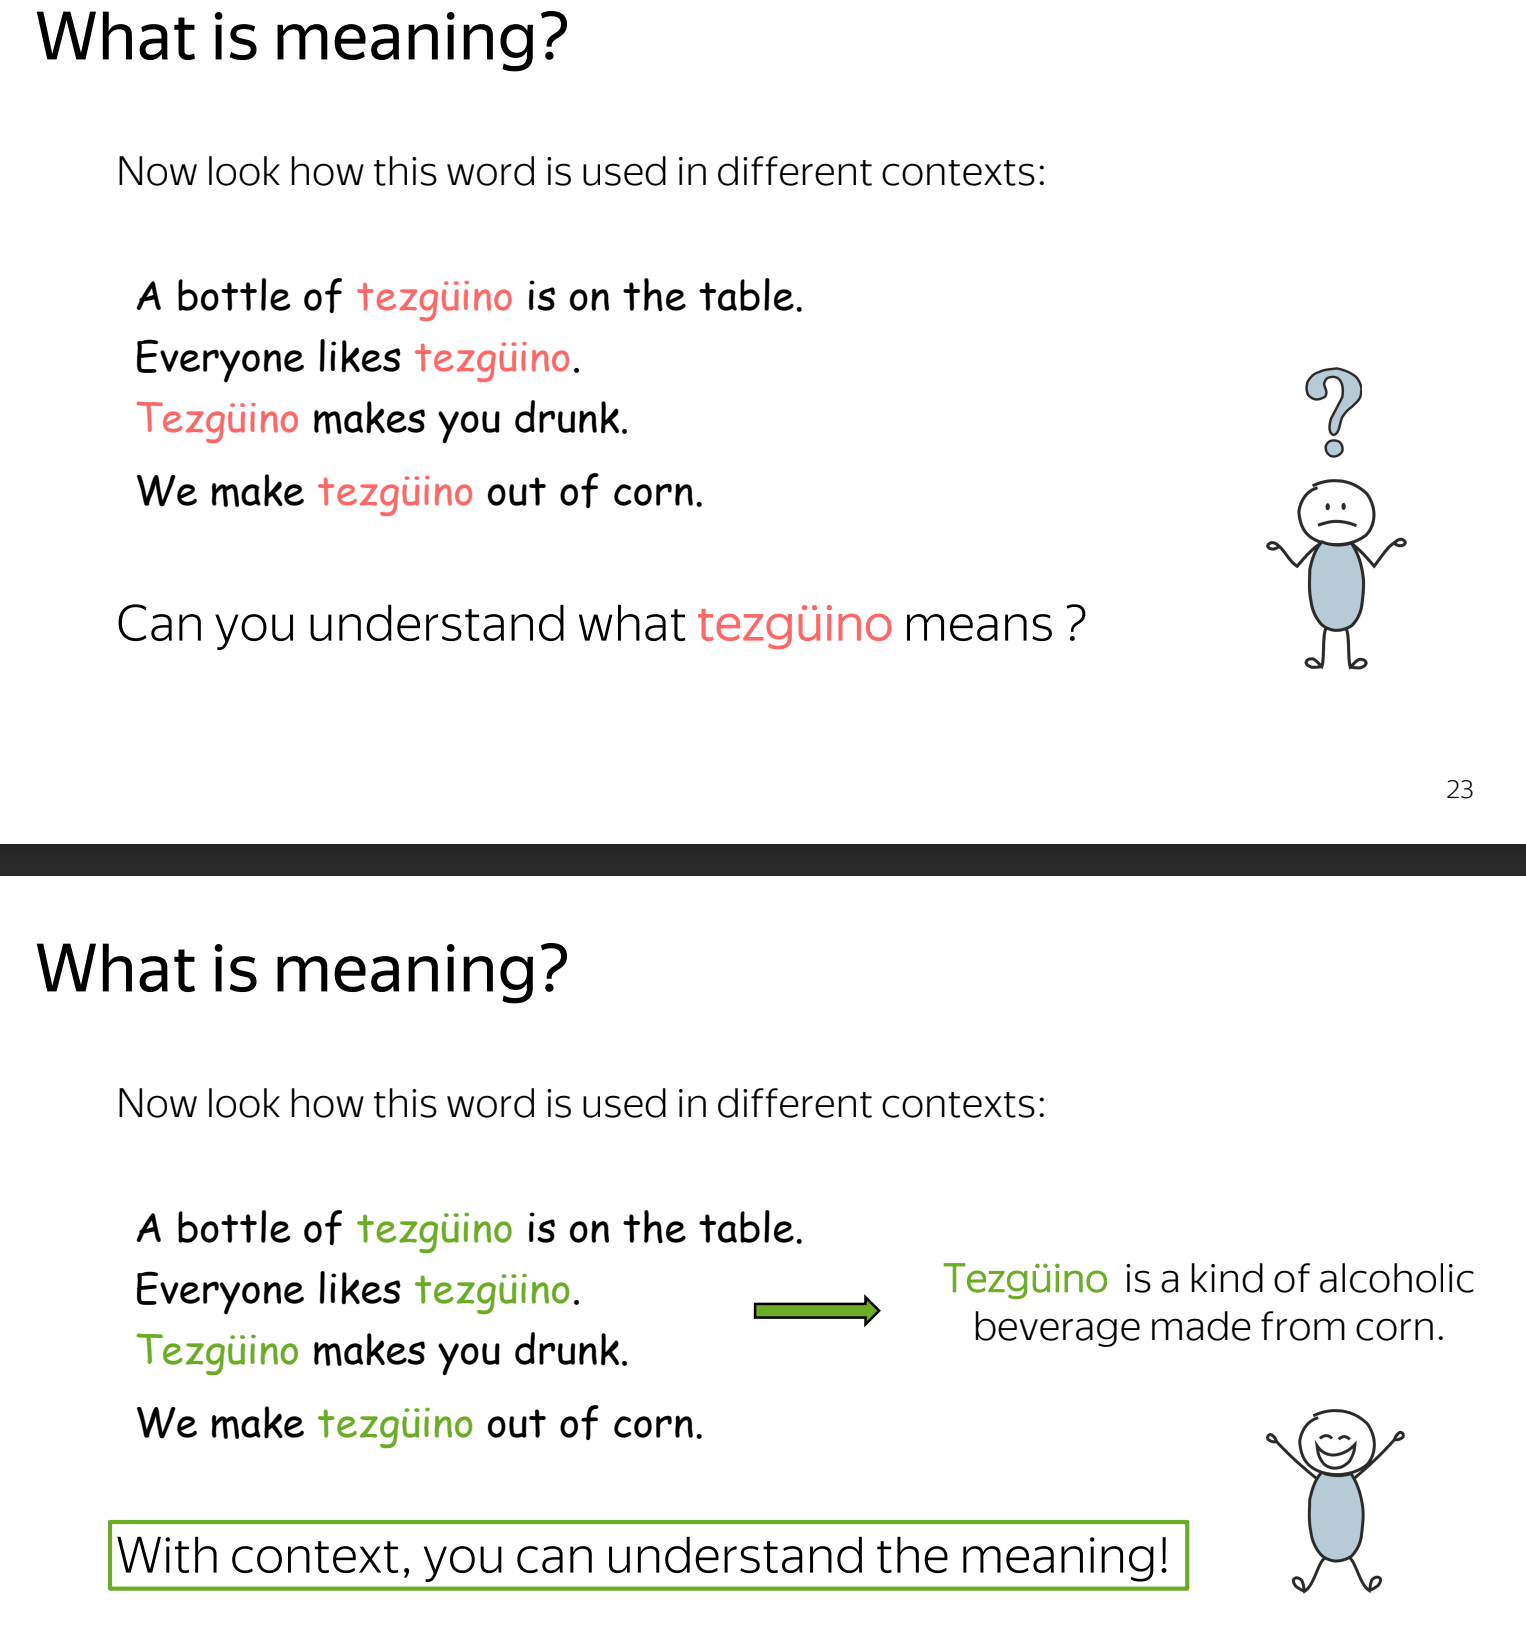 What is meaning?
Now look how this word is used in different contexts:
A bottle of tezgüino is on the table.
Everyone likes tezgüino.
Tezgüino makes you drunk.
We make tezgüino out of corn.
?
Can you understand what tezgüino means ?
23
What is meaning?
Now look how this word is used in different contexts:
A bottle of tezgüino is on the table.
Everyone likes tezgüino.
Tezgüino makes you drunk.
We make tezgüino out of corn.
Tezgüino is a kind of alcoholic
beverage made from corn.
With context, you can understand the meaning!